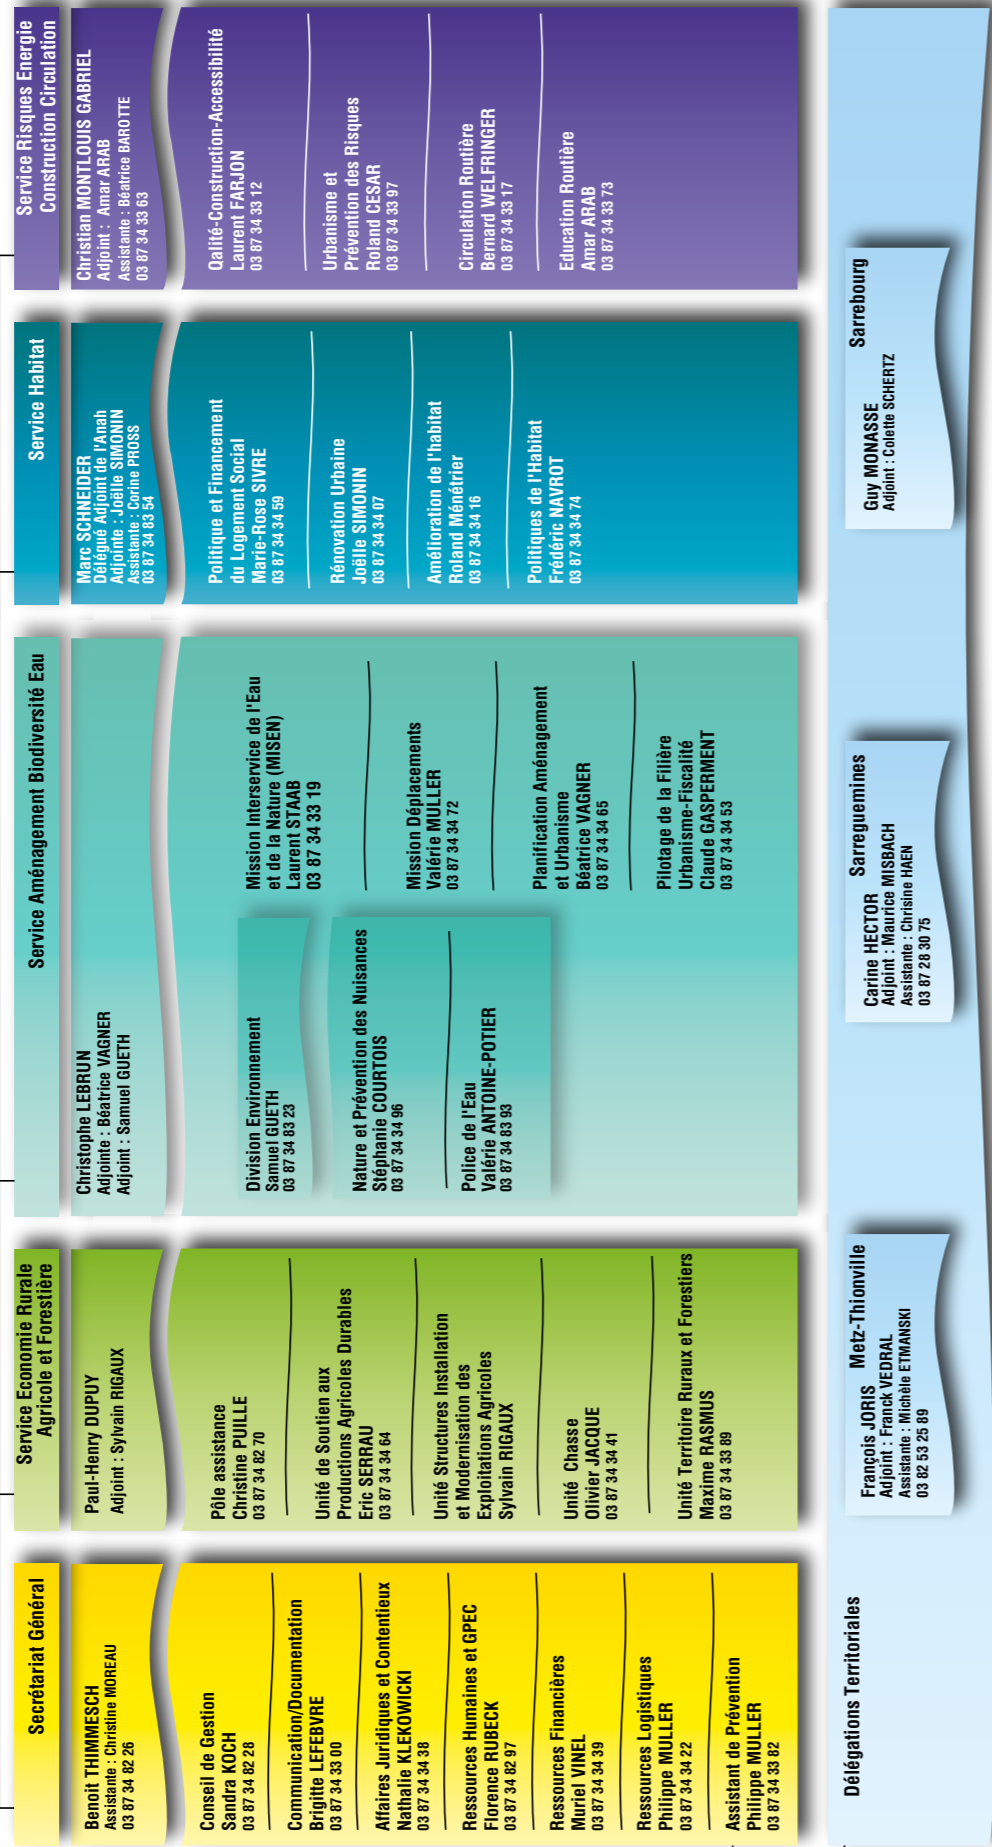 Secrétariat Général
Benoit THIMMESCH
Assistante : Christine MOREAU
03 87 34 82 26
Conseil de Gestion
Sandra KOCH
03 87 34 82 28
Communication/Documentation
Brigitte LEFEBVRE
03 87 34 33 00
Affaires Juridiques et Contentieux
Nathalie KLEKOWICKI
03 87 34 34 38
Ressources Humaines et GPEC
Florence RUBECK
03 87 34 82 97
Ressources Financières
Muriel VINEL
03 87 34 34 39
Ressources Logistiques
Philippe MULLER
03 87 34 34 22
Assistant de Prévention
Philippe MULLER
03 87 34 33 82
Service Economie Rurale
Agricole et Forestière
Paul-Henry DUPUY
Adjoint : Sylvain RIGAUX
Pôle assistance
Christine PUILLE
03 87 34 82 70
Unité de Soutien aux
Productions Agricoles Durables
Eric SERRAU
03 87 34 34 64
Unité Structures Installation
et Modernisation des
Exploitations Agricoles
Sylvain RIGAUX
Unité Chasse
Olivier JACQUE
03 87 34 34 41
Unité Territoire Ruraux et Forestiers
Maxime RASMUS
03 87 34 33 89
Service Aménagement Biodiversité Eau
Christophe LEBRUN
Adjointe : Béatrice VAGNER
Adjoint : Samuel GUETH
Division Environnement
Samuel GUETH
03 87 34 83 23
Nature et Prévention des Nuisances
Stéphanie COURTOIS
03 87 34 34 96
Police de l'Eau
Valérie ANTOINE-POTIER
03 87 34 83 93
Mission Interservice de l'Eau
et de la Nature (MISEN)
Laurent STAAB
03 87 34 33 19
Mission Déplacements
Valérie MULLER
03 87 34 34 72
Planification Aménagement
et Urbanisme
Béatrice VAGNER
03 87 34 34 65
Pilotage de la Filière
Urbanisme-Fiscalité
Claude GASPERMENT
03 87 34 34 53
Service Habitat
Marc SCHNEIDER
Délégué Adjoint de l'Anah
Adjointe : Joëlle SIMONIN
Assistante : Corine PROSS
03 87 34 83 54
Politique et Financement
du Logement Social
Marie-Rose SIVRE
03 87 34 34 59
Rénovation Urbaine
Joëlle SIMONIN
03 87 34 34 07
Amélioration de l'habitat
Roland Ménétrier
03 87 34 34 16
Politiques de l'Habitat
Frédéric NAVROT
03 87 34 34 74
Service Risques Energie
Construction Circulation
Christian MONTLOUIS GABRIEL
Adjoint : Amar ARAB
Assistante : Béatrice BAROTTE
03 87 34 33 63
Qalité-Construction-Accessibilité
Laurent FARJON
03 87 34 33 12
Urbanisme et
Prévention des Risques
Roland CESAR
03 87 34 33 97
Circulation Routière
Bernard WELFRINGER
03 87 34 33 17
Education Routière
Amar ARAB
03 87 34 33 73
Délégations Territoriales
Metz-Thionville
François JORIS
Adjoint : Franck VEDRAL
Assistante : Michèle ETMANSKI
03 82 53 25 89
Sarreguemines
Carine HECTOR
Adjoint : Maurice MISBACH
Assistante : Chrisine HAEN
03 87 28 30 75
Sarrebourg
Guy MONASSE
Adjoint : Colette SCHERTZ